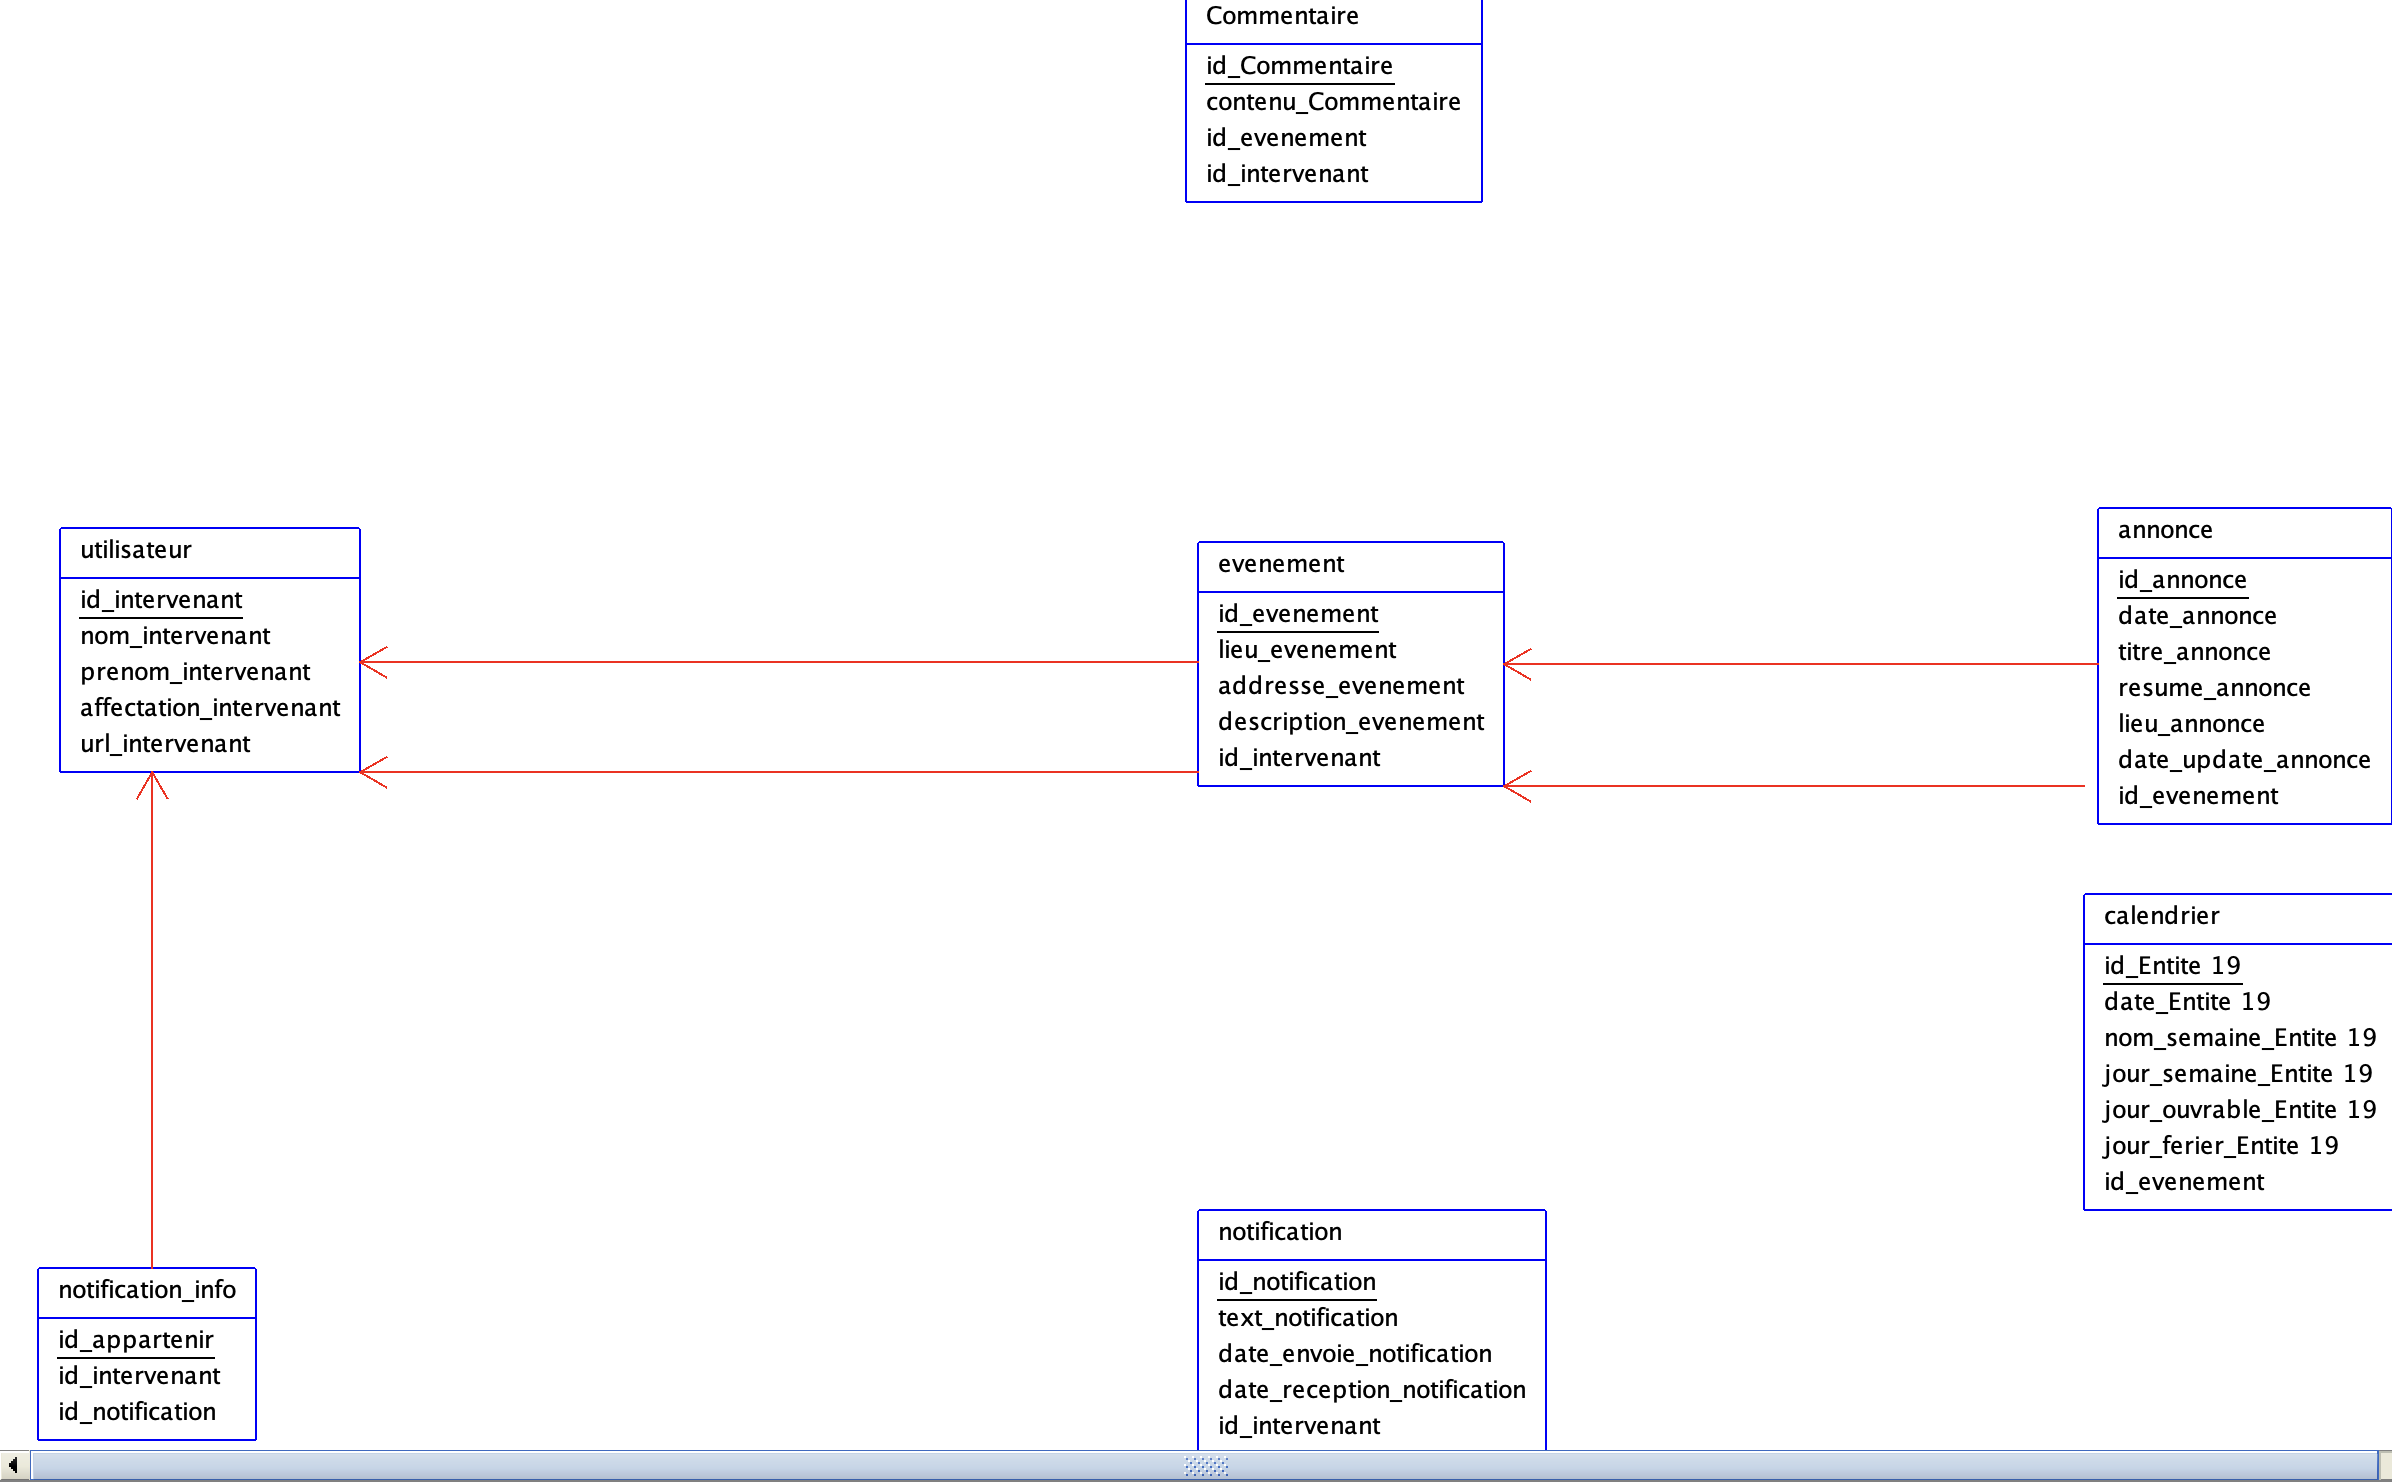 Commentaire
id_Commentaire
contenu_Commentaire
id_evenement
id_intervenant
utilisateur
id_intervenant
nom_intervenant
prenom_intervenant
affectation_intervenant
url_intervenant
evenement
id_evenement
lieu_evenement
addresse_evenement
description_evenement
id_intervenant
annonce
id_annonce
date_annonce
titre_annonce
resume_annonce
lieu_annonce
date_update_annonce
id_evenement
calendrier
id_Entite 19
date_Entite 19
nom_semaine_Entite 19
jour_semaine_Entite 19
jour_ouvrable_Entite 19
jour_ferier_Entite 19
id_evenement
notification_info
id_appartenir
id_intervenant
id_notification
notification
id_notification
text_notification
date_envoie_notification
date_reception_notification
id_intervenant